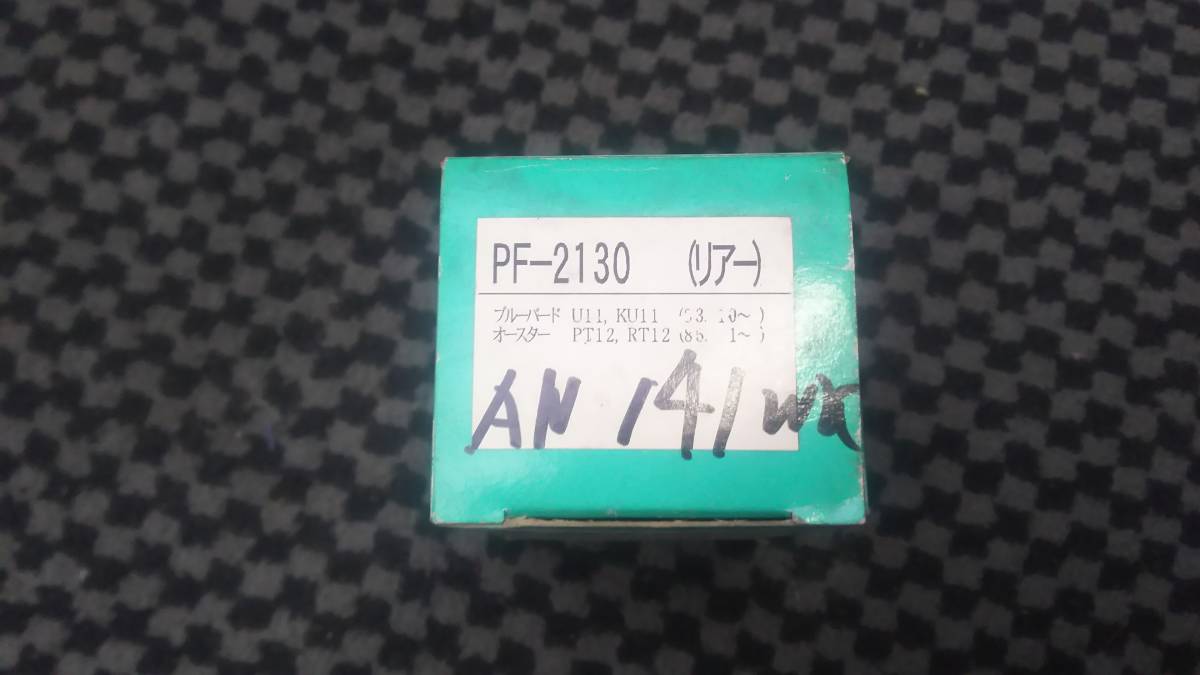 PF-2130 (リアー)
ブルーバード U11, KU11 (83. 10~ )
オースター PT12, RT12 (85. 1~ )
AN 141 WK